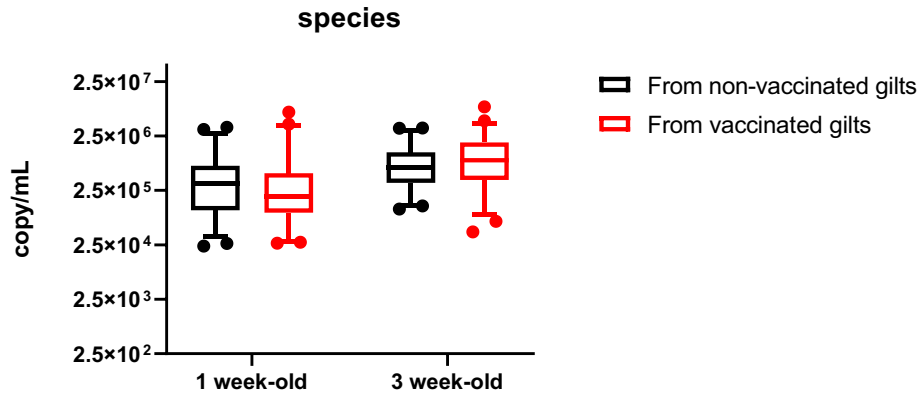 species
copy/mL
2.5×10⁷
2.5×10⁶
2.5×10⁵
2.5×10⁴
2.5×10³
2.5×10²
1 week-old
3 week-old
From non-vaccinated gilts
From vaccinated gilts